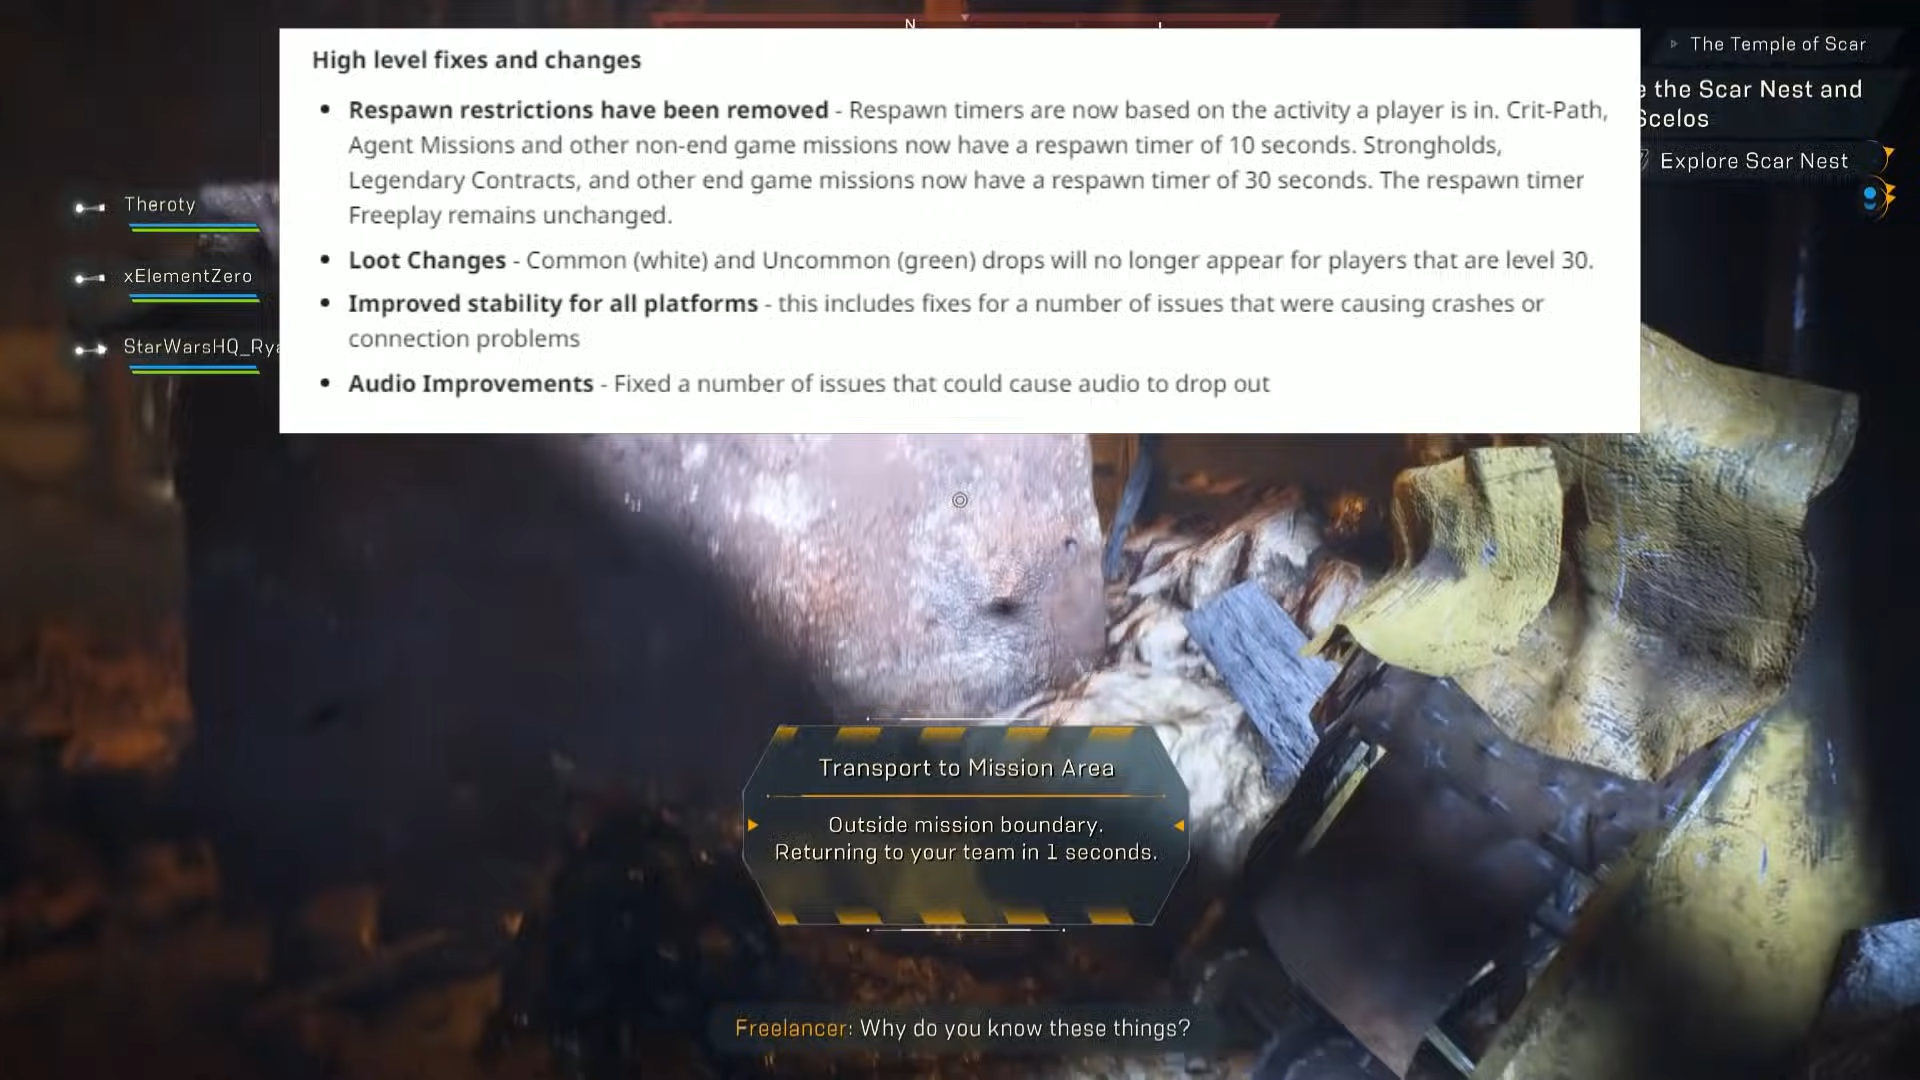 N
High level fixes and changes
• Respawn restrictions have been removed - Respawn timers are now based on the activity a player is in. Crit-Path,
Agent Missions and other non-end game missions now have a respawn timer of 10 seconds. Strongholds,
Legendary Contracts, and other end game missions now have a respawn timer of 30 seconds. The respawn timer
Freeplay remains unchanged.
• Loot Changes - Common (white) and Uncommon (green) drops will no longer appear for players that are level 30.
• Improved stability for all platforms - this includes fixes for a number of issues that were causing crashes or
connection problems
• Audio Improvements - Fixed a number of issues that could cause audio to drop out
The Temple of Scar
the Scar Nest and
Scelos
Explore Scar Nest
Theroty
xElementZero
StarWarsHQ_Rya
Transport to Mission Area
Outside mission boundary.
Returning to your team in 1 seconds.
Freelancer: Why do you know these things?